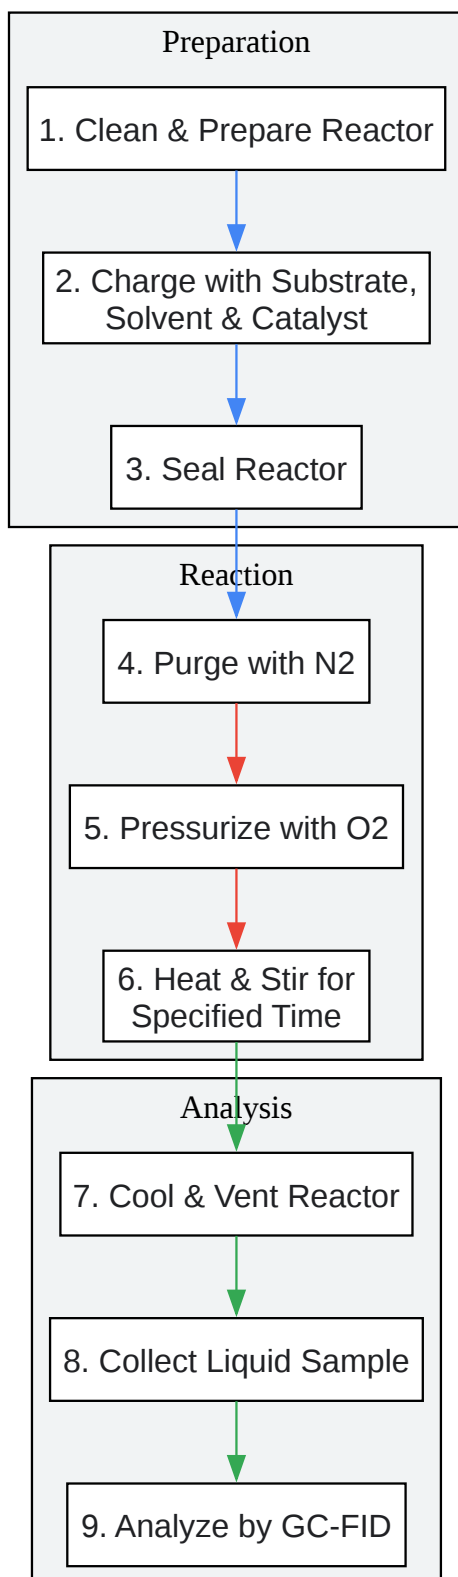 Preparation
1. Clean & Prepare Reactor
2. Charge with Substrate,
Solvent & Catalyst
3. Seal Reactor
Reaction
4. Purge with N2
5. Pressurize with O2
6. Heat & Stir for
Specified Time
Analysis
7. Cool & Vent Reactor
8. Collect Liquid Sample
9. Analyze by GC-FID